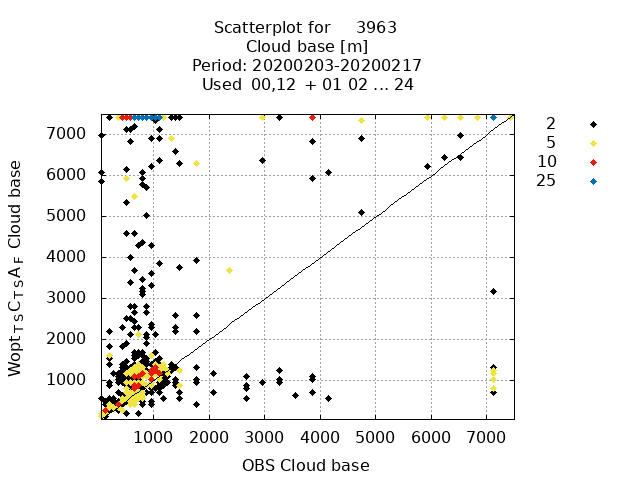 Scatterplot for 3963
Cloud base [m]
Period: 20200203-20200217
Used 00,12 + 01 02 ... 24
2
5
10
25
7000
6000
5000
4000
3000
2000
1000
Wopt_TS C_TS A_F Cloud base
1000 2000 3000 4000 5000 6000 7000
OBS Cloud base